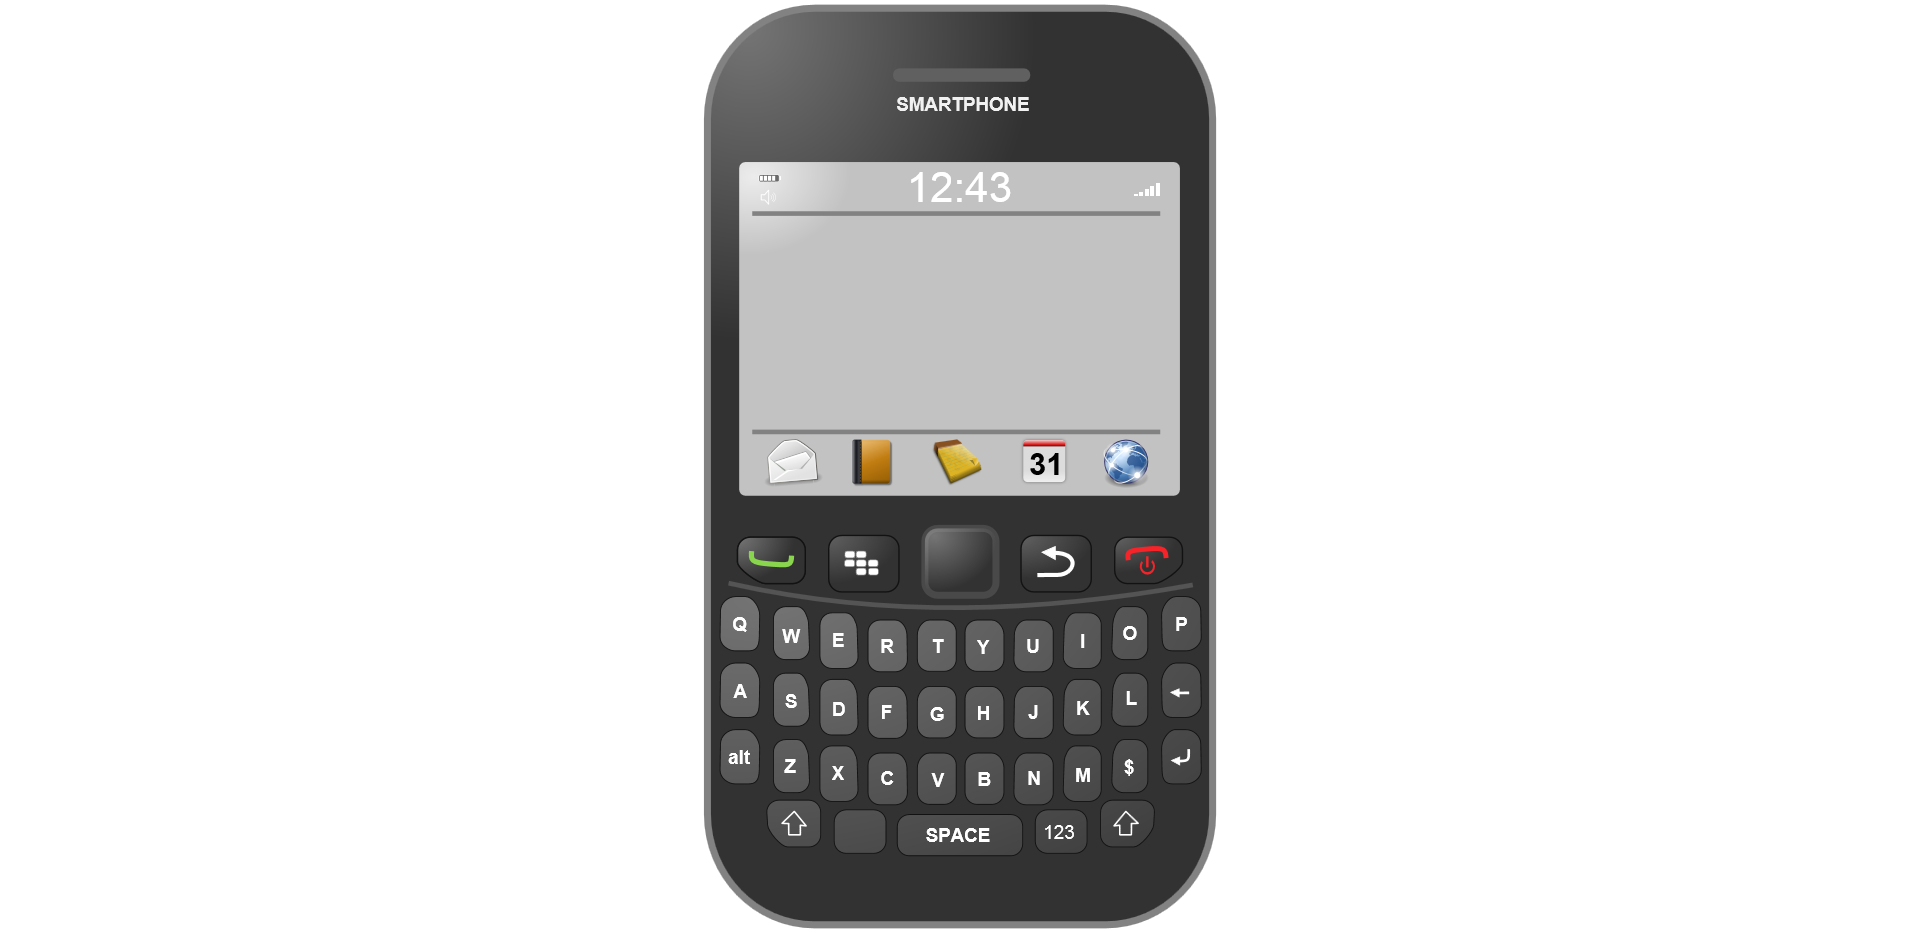 SMARTPHONE
12:43
31
Q W E R T Y U I O P
A S D F G H J K L
alt Z X C V B N M $
SPACE 123